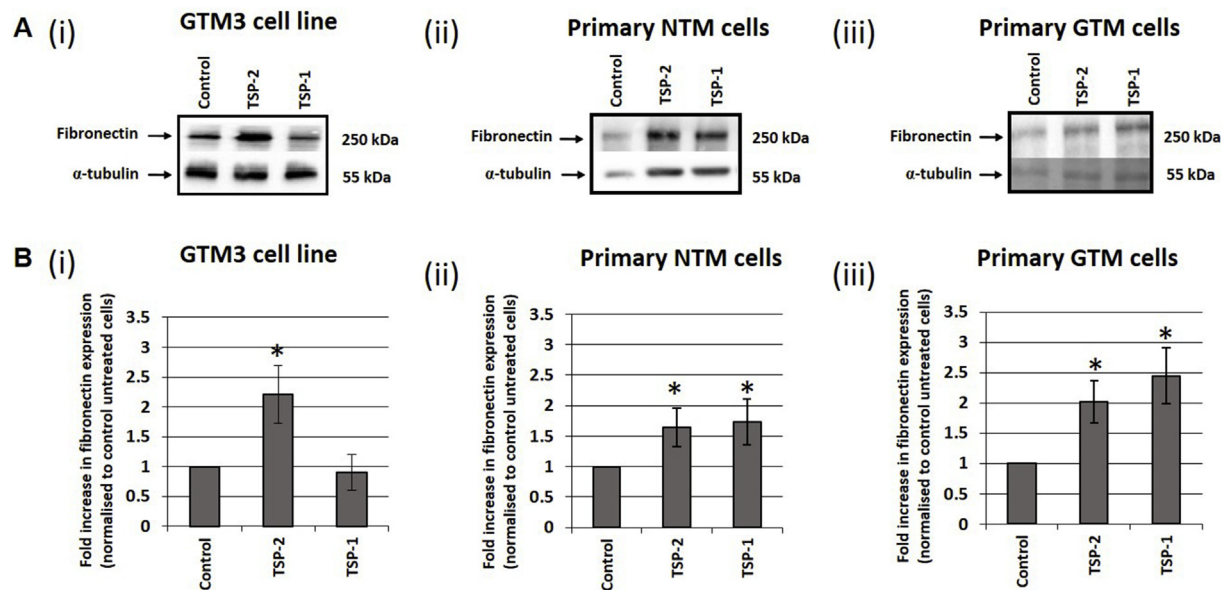 A
(i)
GTM3 cell line
Control
TSP-2
TSP-1
Fibronectin
250 kDa
α-tubulin
55 kDa
(ii)
Primary NTM cells
Control
TSP-2
TSP-1
Fibronectin
250 kDa
α-tubulin
55 kDa
(iii)
Primary GTM cells
Control
TSP-2
TSP-1
Fibronectin
250 kDa
α-tubulin
55 kDa
B
(i)
GTM3 cell line
Fold increase in fibronectin expression
(normalised to control untreated cells)
3.5
3
2.5
2
1.5
1
0.5
0
*
Control
TSP-2
TSP-1
(ii)
Primary NTM cells
Fold increase in fibronectin expression
(normalised to control untreated cells)
3.5
3
2.5
2
1.5
1
0.5
0
*
*
Control
TSP-2
TSP-1
(iii)
Primary GTM cells
Fold increase in fibronectin expression
(normalised to control untreated cells)
3.5
3
2.5
2
1.5
1
0.5
0
*
*
Control
TSP-2
TSP-1